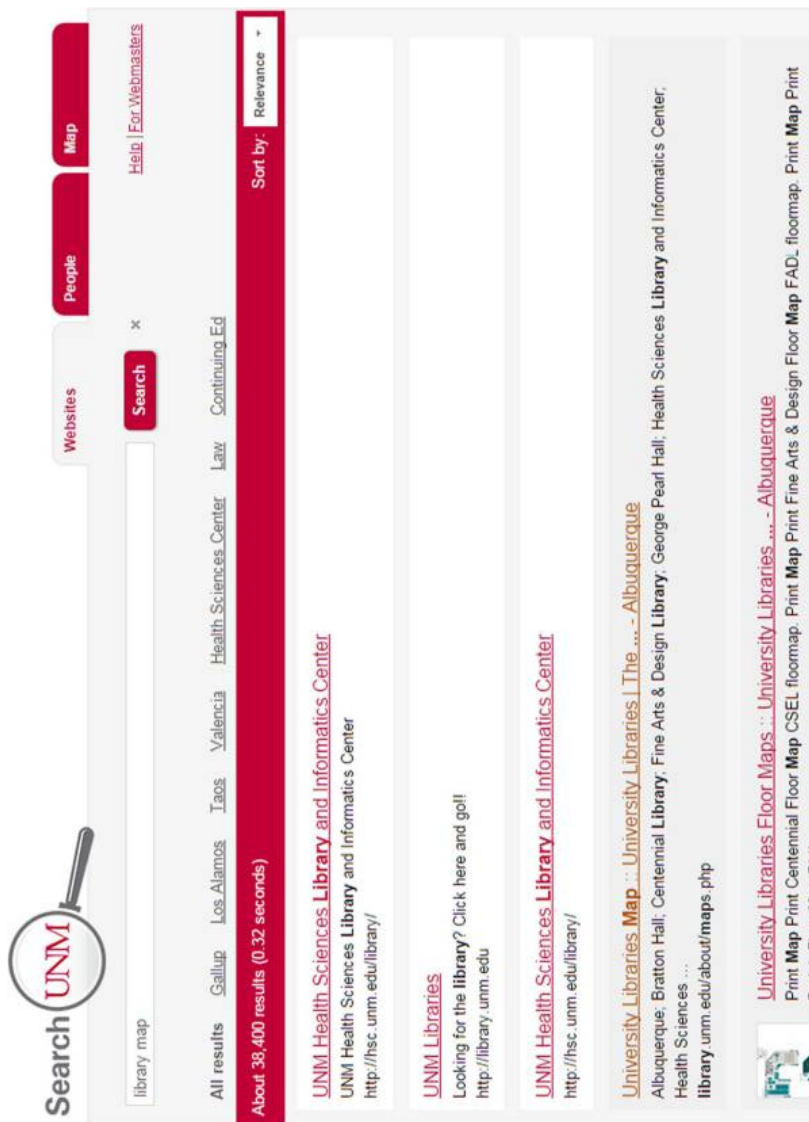 Search UNM
Websites
People
Map
library map
Search
×
Help | For Webmasters
All results Gallup Los Alamos Taos Valencia Health Sciences Center Law Continuing Ed
About 38,400 results (0.32 seconds)
Sort by: Relevance
UNM Health Sciences Library and Informatics Center
UNM Health Sciences Library and Informatics Center
http://hsc.unm.edu/library/
UNM Libraries
Looking for the library? Click here and go!!
http://library.unm.edu
UNM Health Sciences Library and Informatics Center
http://hsc.unm.edu/library/
University Libraries Map :: University Libraries | The ... - Albuquerque
Albuquerque; Bratton Hall; Centennial Library; Fine Arts & Design Library; George Pearl Hall; Health Sciences Library and Informatics Center;
Health Sciences ...
library.unm.edu/about/maps.php
University Libraries Floor Maps :: University Libraries ... - Albuquerque
Print Map Print Centennial Floor Map CSEL floormap. Print Map Print Fine Arts & Design Floor Map FADL floormap. Print Map Print